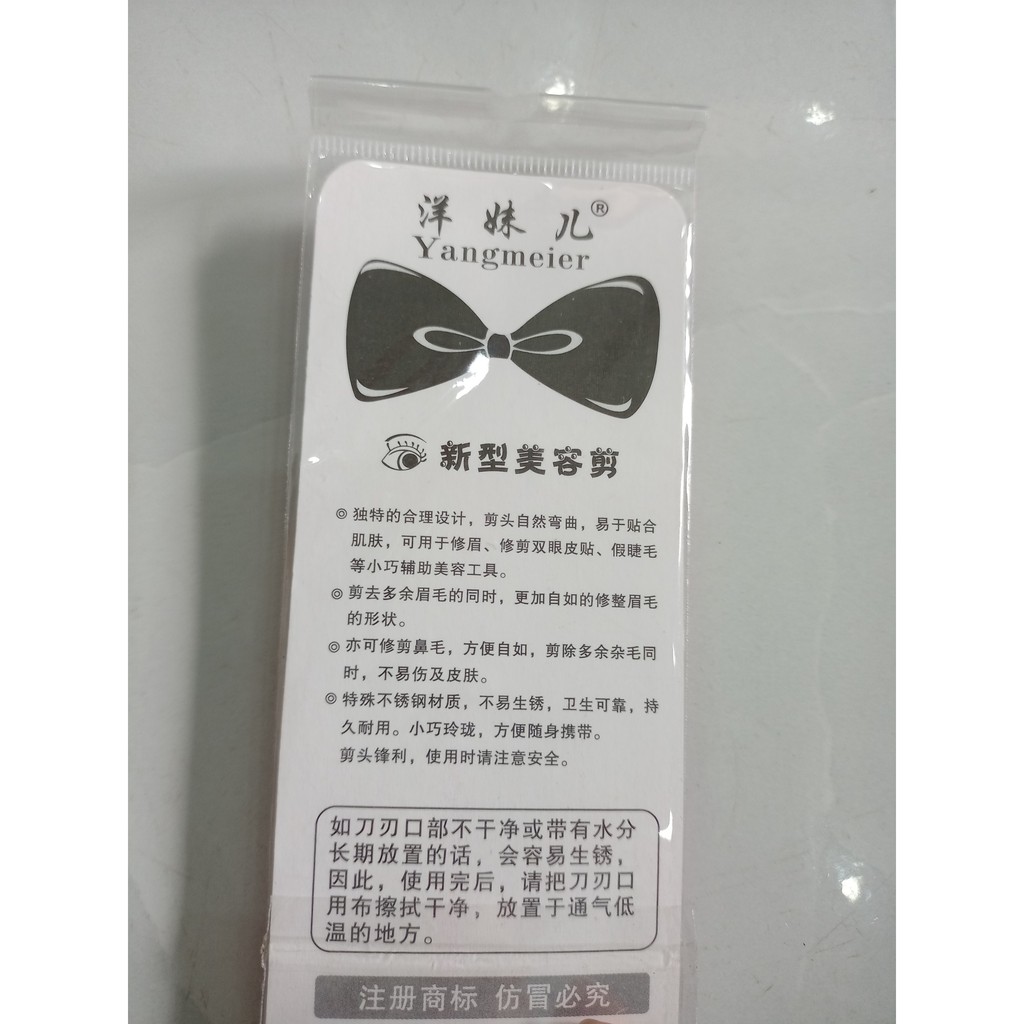 洋妹儿®
Yangmeier
新型美容剪
◎ 独特的合理设计，剪头自然弯曲，易于贴合
肌肤，可用于修眉、修剪双眼皮贴、假睫毛
等小巧辅助美容工具。
◎ 剪去多余眉毛的同时，更加自如的修整眉毛
的形状。
◎ 亦可修剪鼻毛，方便自如，剪除多余杂毛同
时，不易伤及皮肤。
◎ 特殊不锈钢材质，不易生锈，卫生可靠，持
久耐用。小巧玲珑，方便随身携带。
剪头锋利，使用时请注意安全。
如刀刃口部不干净或带有水分
长期放置的话，会容易生锈，
因此，使用完后，请把刀刃口
用布擦拭干净，放置于通气低
温的地方。
注册商标 仿冒必究